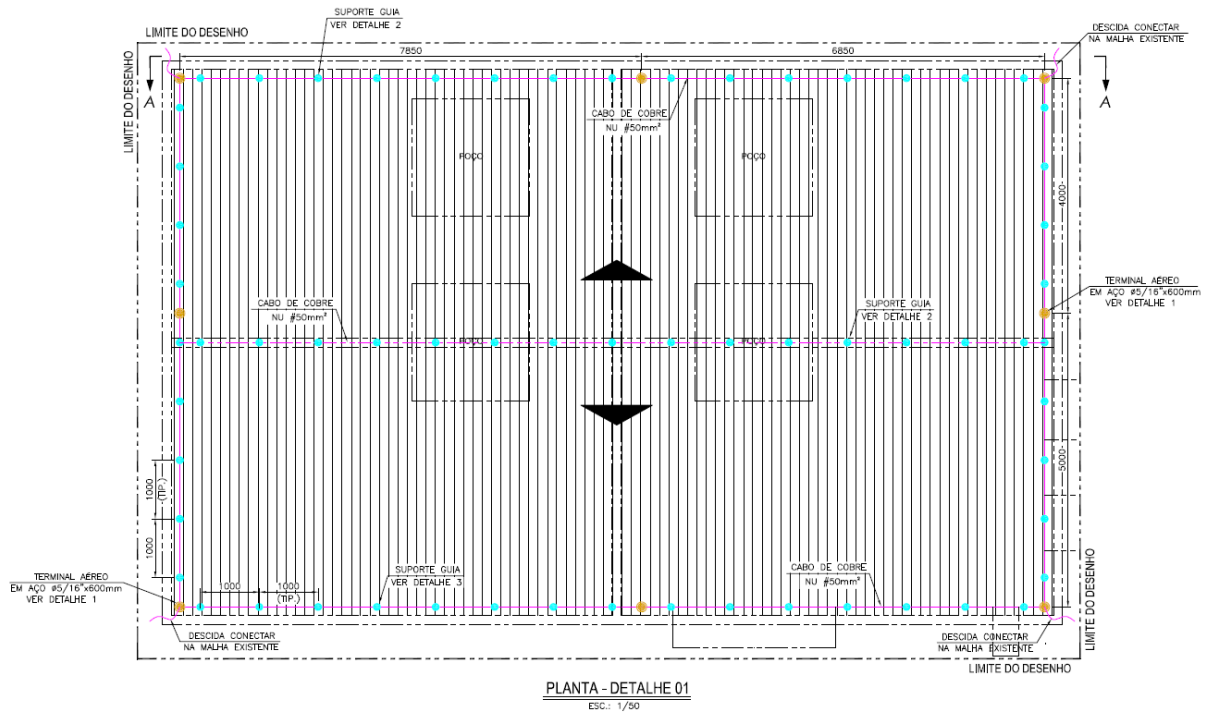 SUPORTE GUIA
VER DETALHE 2
LIMITE DO DESENHO
DESCIDA CONECTAR
NA MALHA EXISTENTE
7850
6850
LIMITE DO DESENHO
A
A
CABO DE COBRE
NU #50mm²
POÇO
POÇO
4000
TERMINAL AÉREO
EM AÇO ø5/16"x600mm
VER DETALHE 1
CABO DE COBRE
NU #50mm²
SUPORTE GUIA
VER DETALHE 2
POÇO
POÇO
5000
1000
(TIP.)
1000
TERMINAL AÉREO
EM AÇO ø5/16"x600mm
VER DETALHE 1
1000
1000
(TIP.)
SUPORTE GUIA
VER DETALHE 3
CABO DE COBRE
NU #50mm²
LIMITE DO DESENHO
DESCIDA CONECTAR
NA MALHA EXISTENTE
DESCIDA CONECTAR
NA MALHA EXISTENTE
LIMITE DO DESENHO
PLANTA - DETALHE 01
ESC.: 1/50